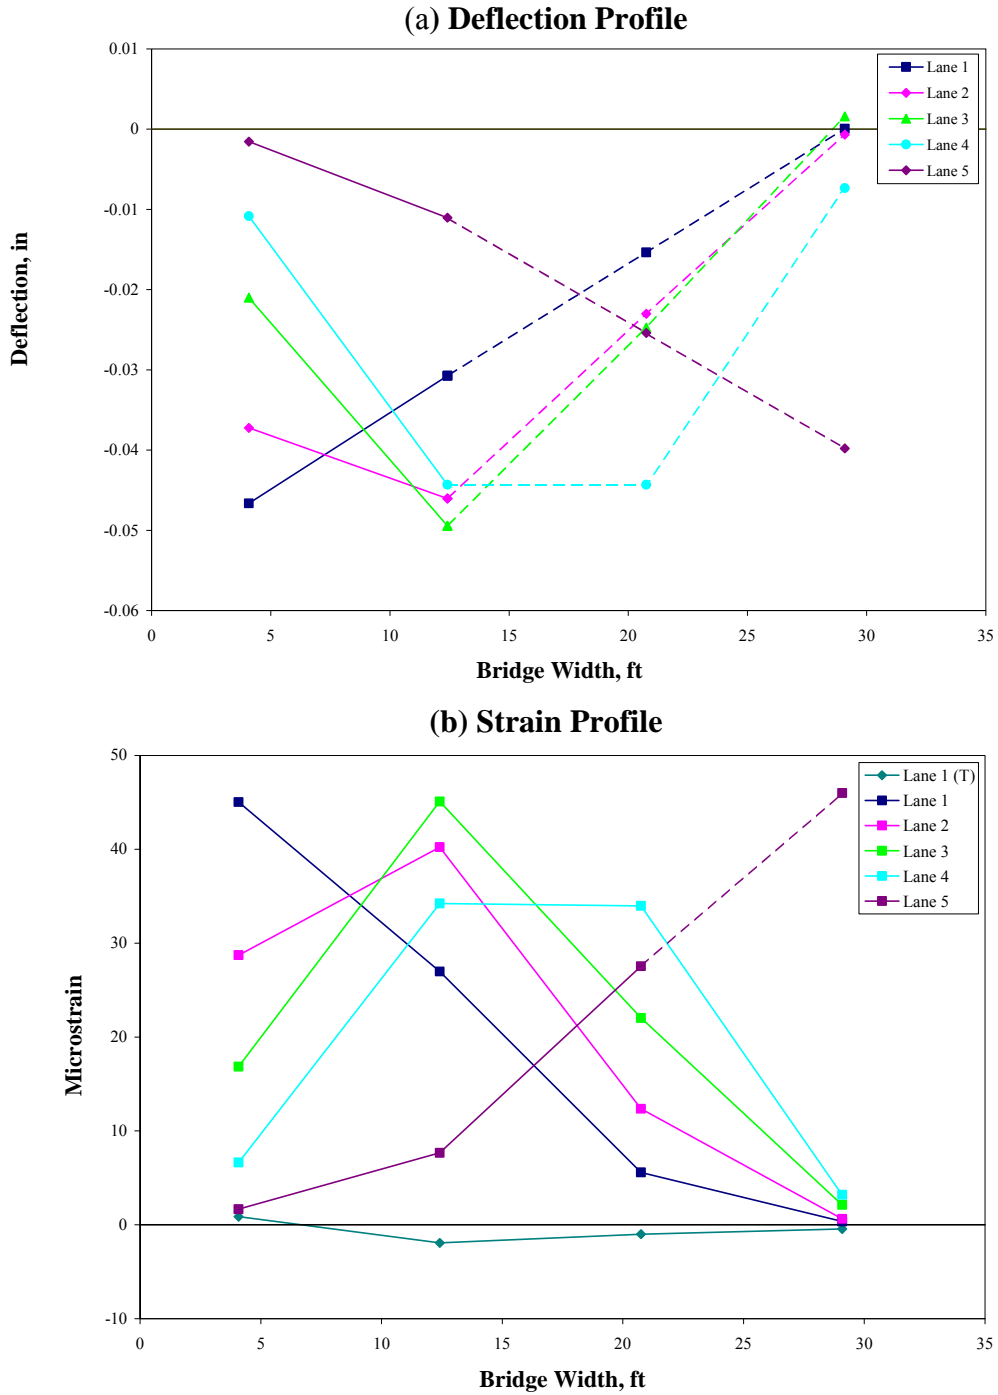 (a) Deflection Profile
0.01
0
-0.01
-0.02
-0.03
-0.04
-0.05
-0.06
Deflection, in
Lane 1
Lane 2
Lane 3
Lane 4
Lane 5
0 5 10 15 20 25 30 35
Bridge Width, ft
(b) Strain Profile
50
40
30
20
10
0
-10
Microstrain
Lane 1 (T)
Lane 1
Lane 2
Lane 3
Lane 4
Lane 5
0 5 10 15 20 25 30 35
Bridge Width, ft